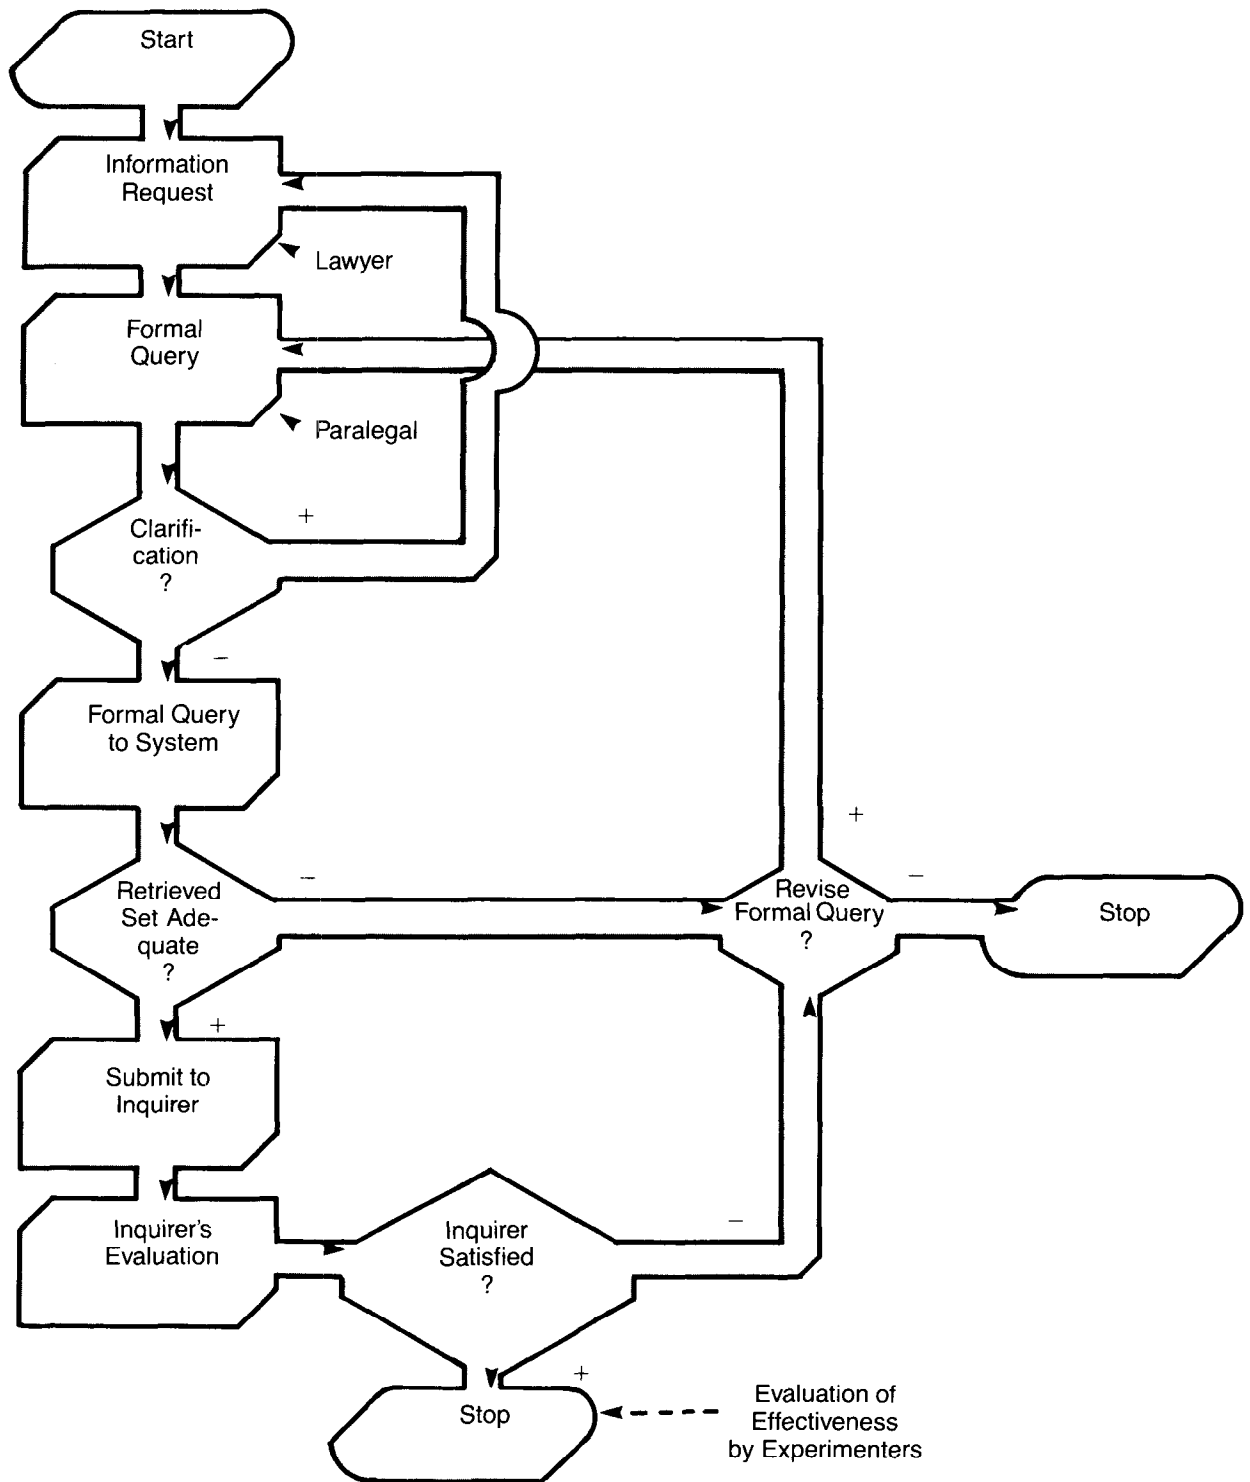 Start
Information
Request
Lawyer
Formal
Query
Paralegal
Clarifi-
cation
?
+
−
Formal Query
to System
Retrieved
Set Ade-
quate
?
−
+
Revise
Formal Query
?
+
−
Stop
Submit to
Inquirer
Inquirer's
Evaluation
Inquirer
Satisfied
?
−
+
Stop
Evaluation of
Effectiveness
by Experimenters